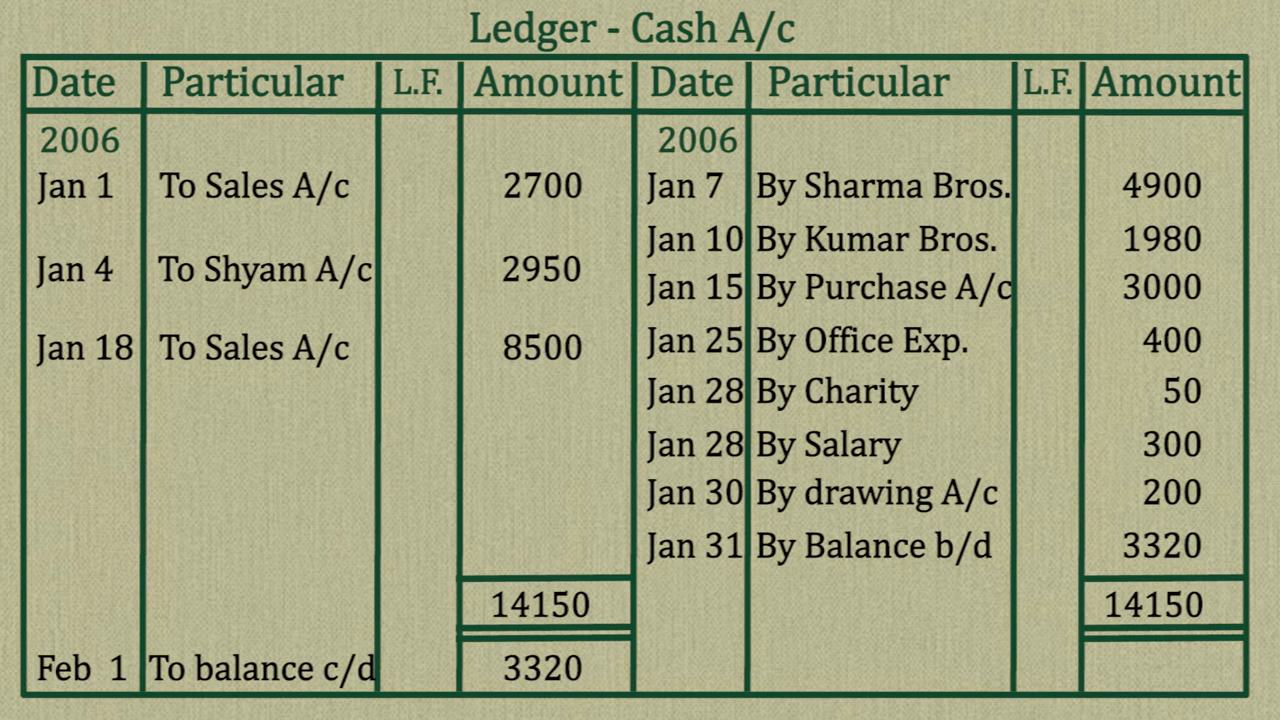 Ledger - Cash A/c
Date Particular L.F. Amount Date Particular L.F. Amount
2006 2006
Jan 1 To Sales A/c 2700 Jan 7 By Sharma Bros. 4900
Jan 10 By Kumar Bros. 1980
Jan 4 To Shyam A/c 2950
Jan 15 By Purchase A/c 3000
Jan 18 To Sales A/c 8500 Jan 25 By Office Exp. 400
Jan 28 By Charity 50
Jan 28 By Salary 300
Jan 30 By drawing A/c 200
Jan 31 By Balance b/d 3320
14150 14150
Feb 1 To balance c/d 3320